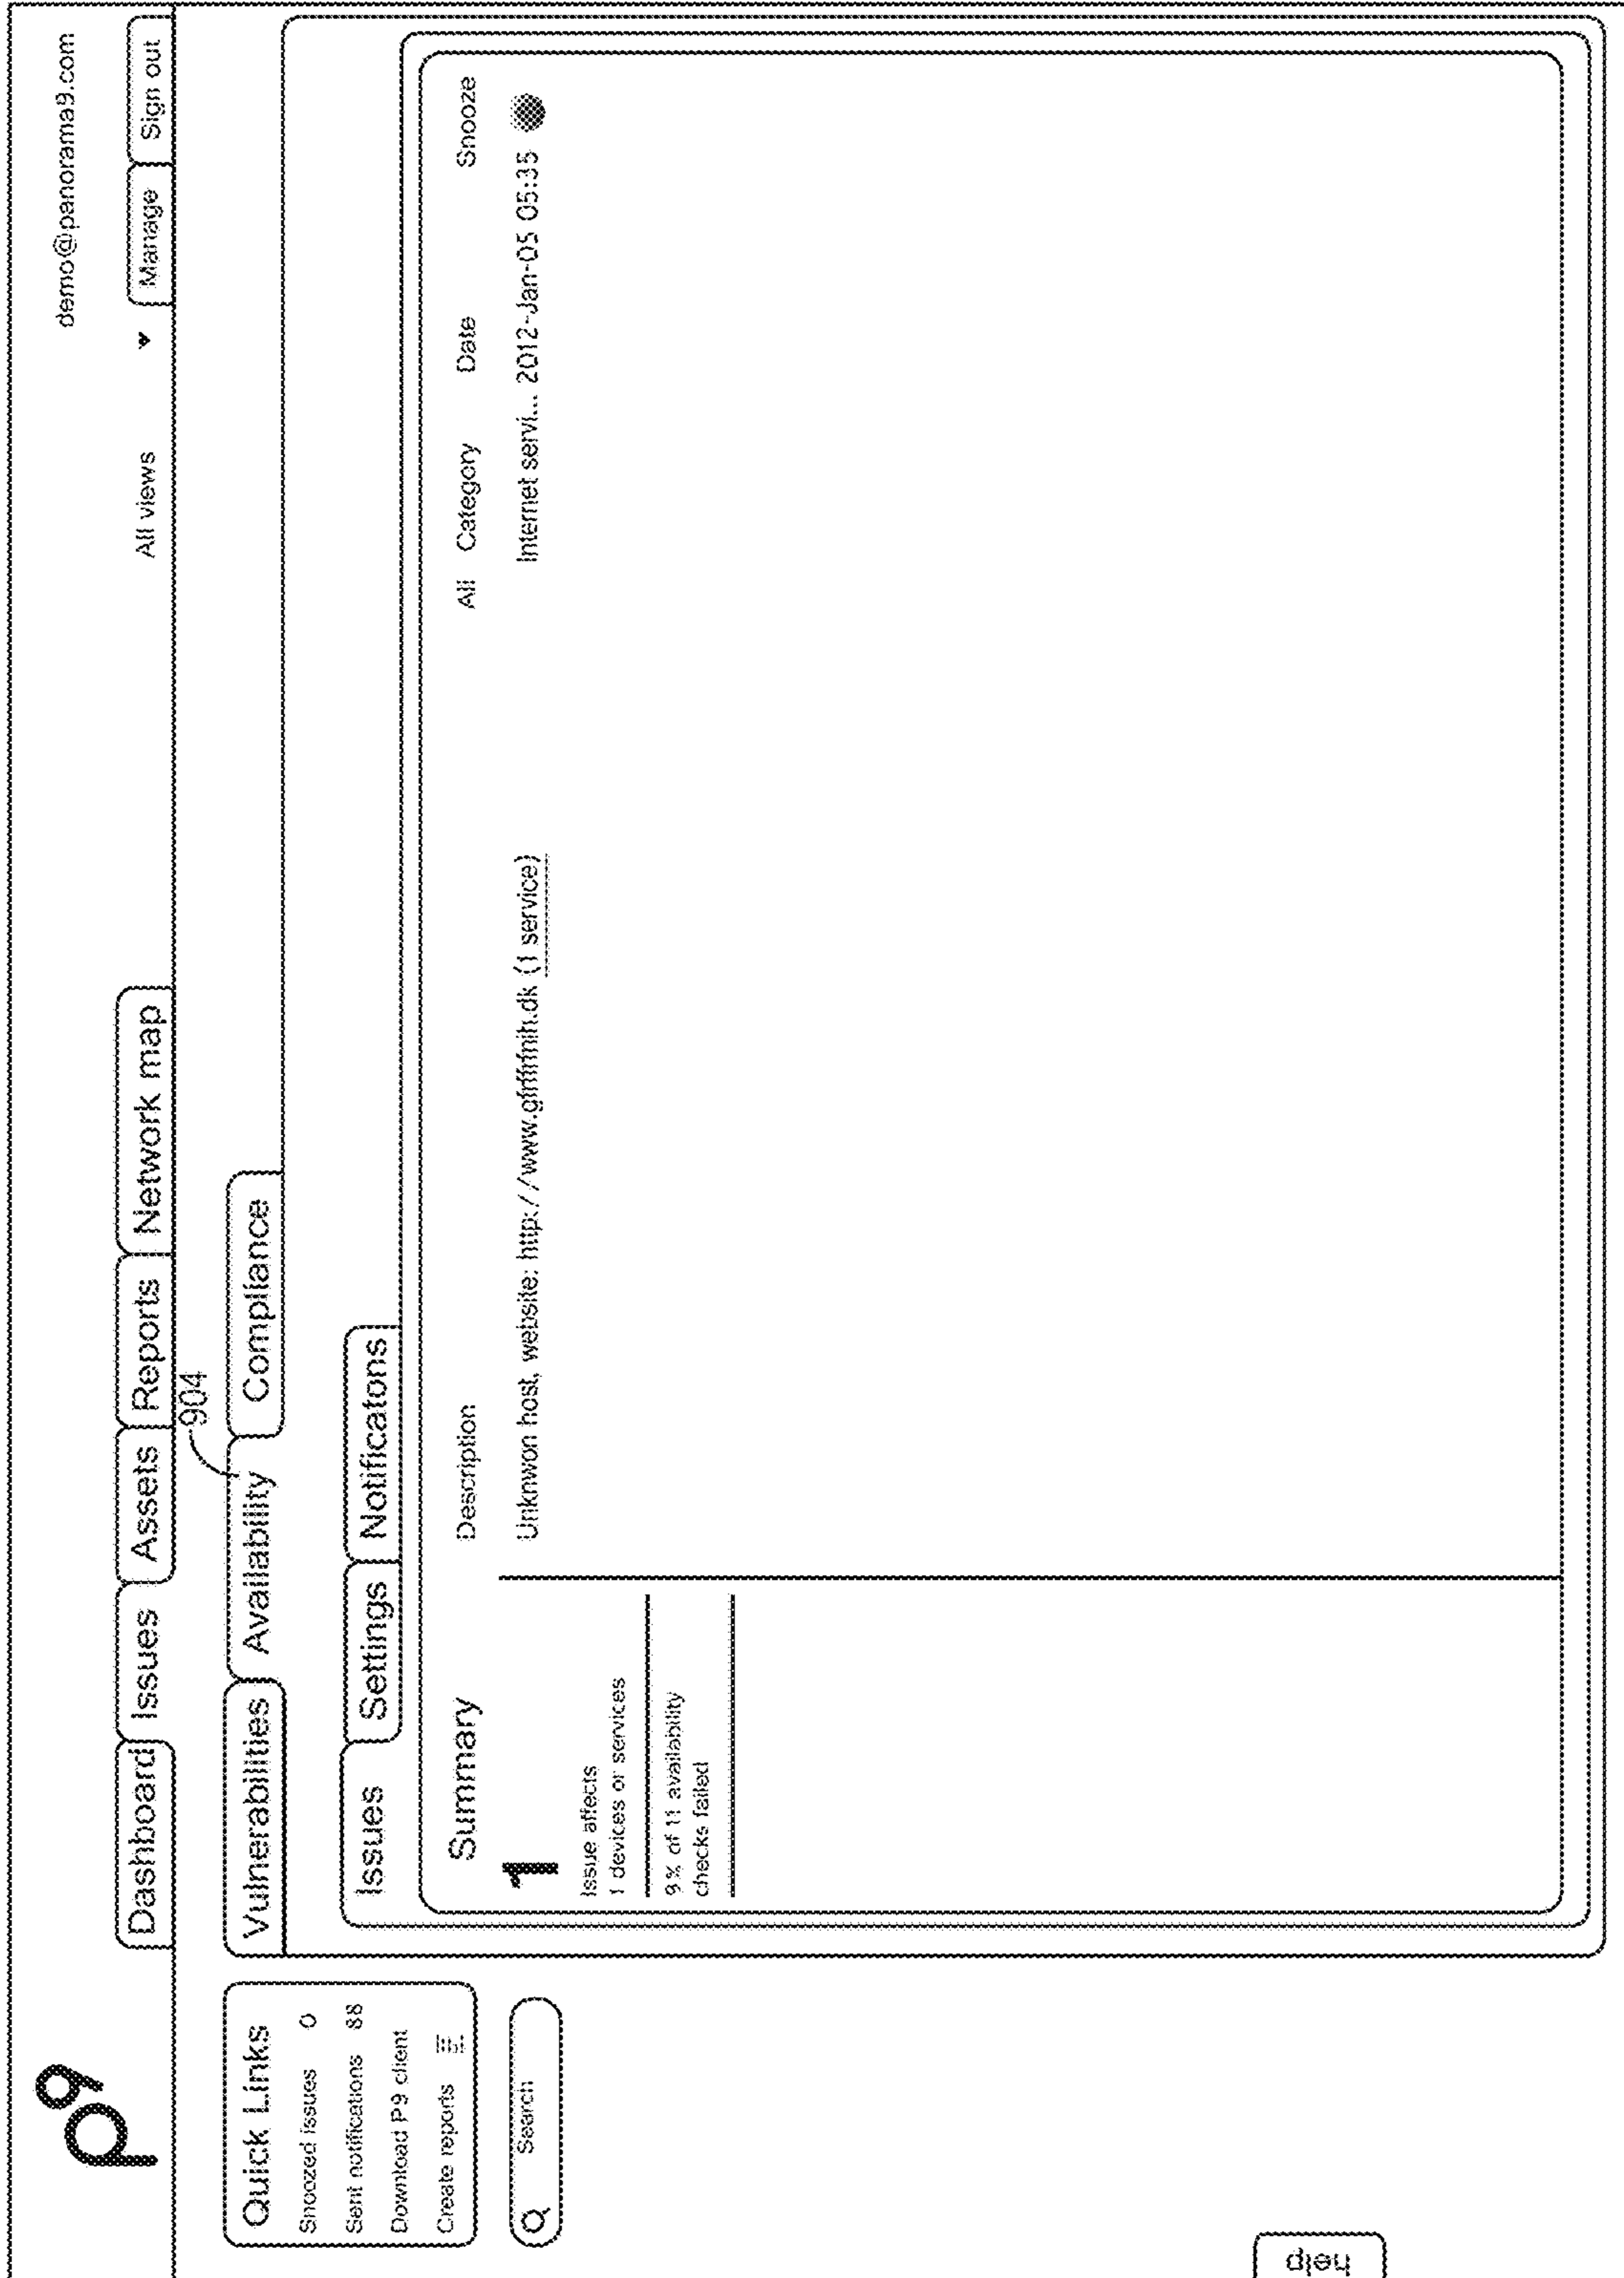 p9
demo@panorama9.com
Dashboard Issues Assets Reports Network map All views Manage Sign out
904
Quick Links
Snoozed issues 0
Sent notifications 88
Download P9 client
Create reports
Search
help
Vulnerabilities Availability Compliance
Issues Settings Notificatons
Summary Description All Category Date Snooze
1 Unknwon host, website: http://www.gfrffnih.dk (1 service) Internet servi... 2012-Jan-05 05:35
Issue affects
1 devices or services
9% of 11 availability
checks failed